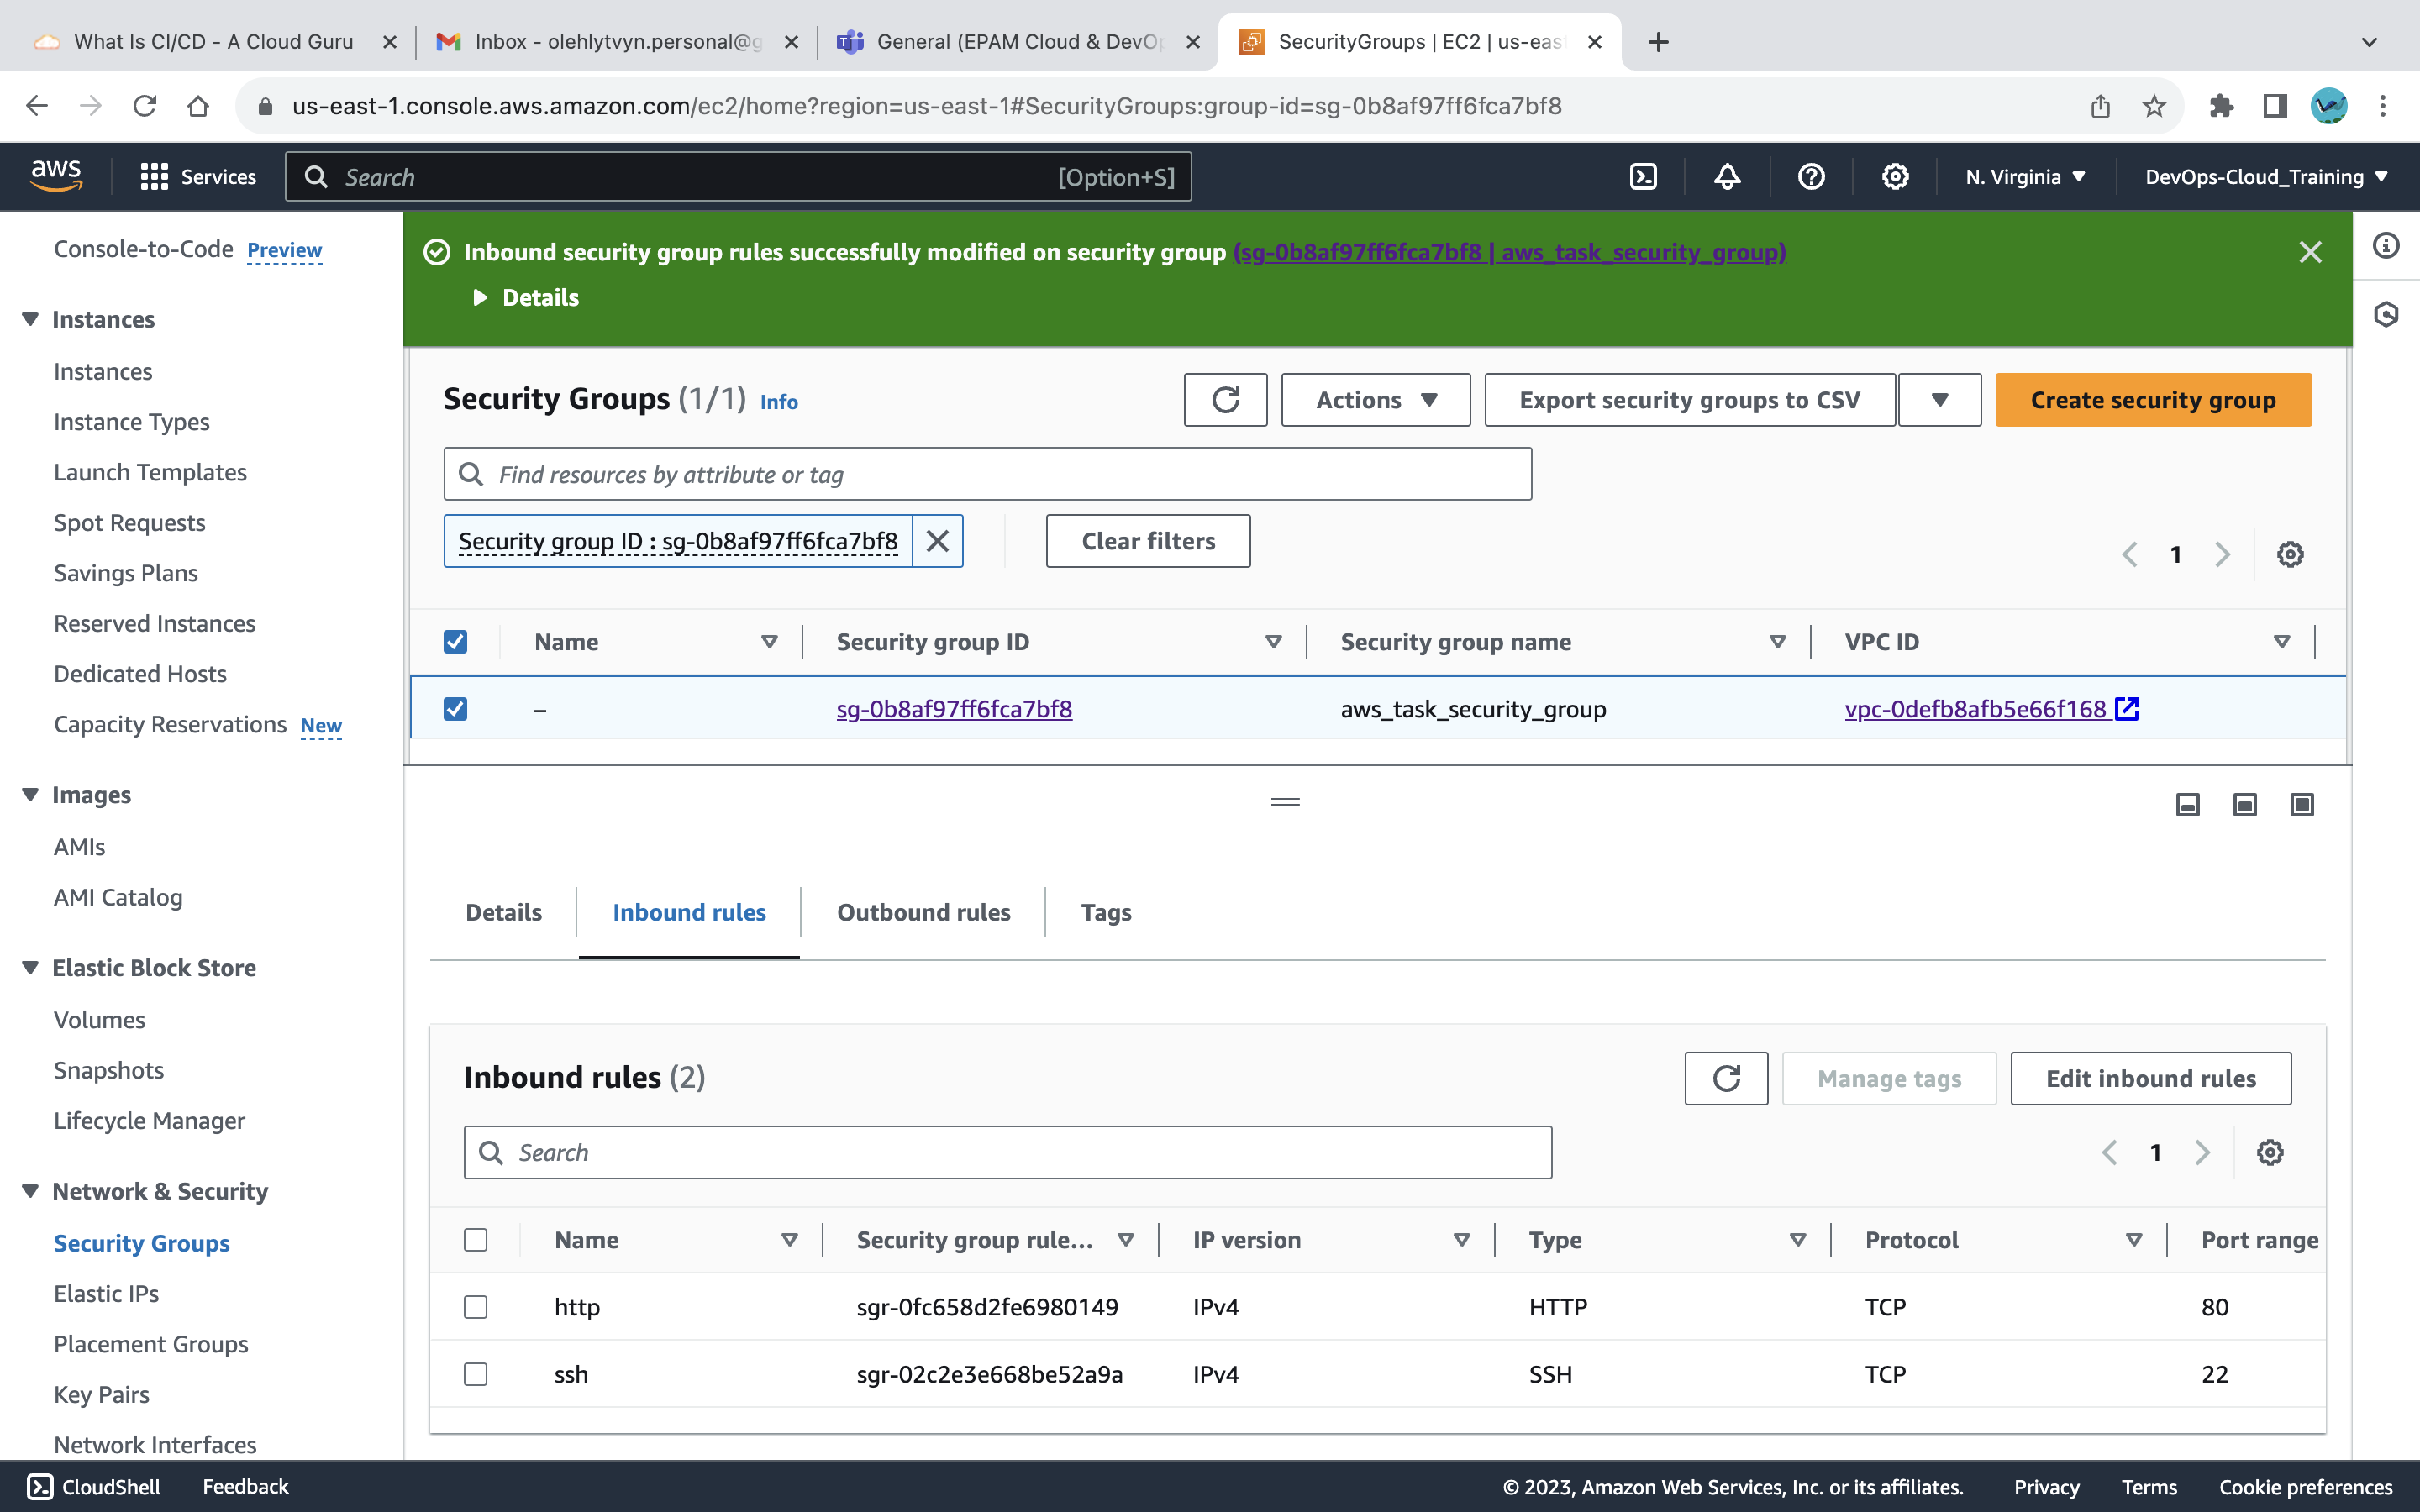 What Is CI/CD - A Cloud Guru
Inbox - olehlytvyn.personal@g
General (EPAM Cloud & DevOp
SecurityGroups | EC2 | us-east
us-east-1.console.aws.amazon.com/ec2/home?region=us-east-1#SecurityGroups:group-id=sg-0b8af97ff6fca7bf8
aws
Services
Search
[Option+S]
N. Virginia
DevOps-Cloud_Training
Console-to-Code Preview
Instances
Instances
Instance Types
Launch Templates
Spot Requests
Savings Plans
Reserved Instances
Dedicated Hosts
Capacity Reservations New
Images
AMIs
AMI Catalog
Elastic Block Store
Volumes
Snapshots
Lifecycle Manager
Network & Security
Security Groups
Elastic IPs
Placement Groups
Key Pairs
Network Interfaces
Inbound security group rules successfully modified on security group (sg-0b8af97ff6fca7bf8 | aws_task_security_group)
Details
Security Groups (1/1) Info
Actions
Export security groups to CSV
Create security group
Find resources by attribute or tag
Security group ID : sg-0b8af97ff6fca7bf8
Clear filters
1
Name Security group ID Security group name VPC ID
– sg-0b8af97ff6fca7bf8 aws_task_security_group vpc-0defb8afb5e66f168
Details Inbound rules Outbound rules Tags
Inbound rules (2)
Manage tags
Edit inbound rules
Search
1
Name Security group rule... IP version Type Protocol Port range
http sgr-0fc658d2fe6980149 IPv4 HTTP TCP 80
ssh sgr-02c2e3e668be52a9a IPv4 SSH TCP 22
CloudShell Feedback © 2023, Amazon Web Services, Inc. or its affiliates. Privacy Terms Cookie preferences